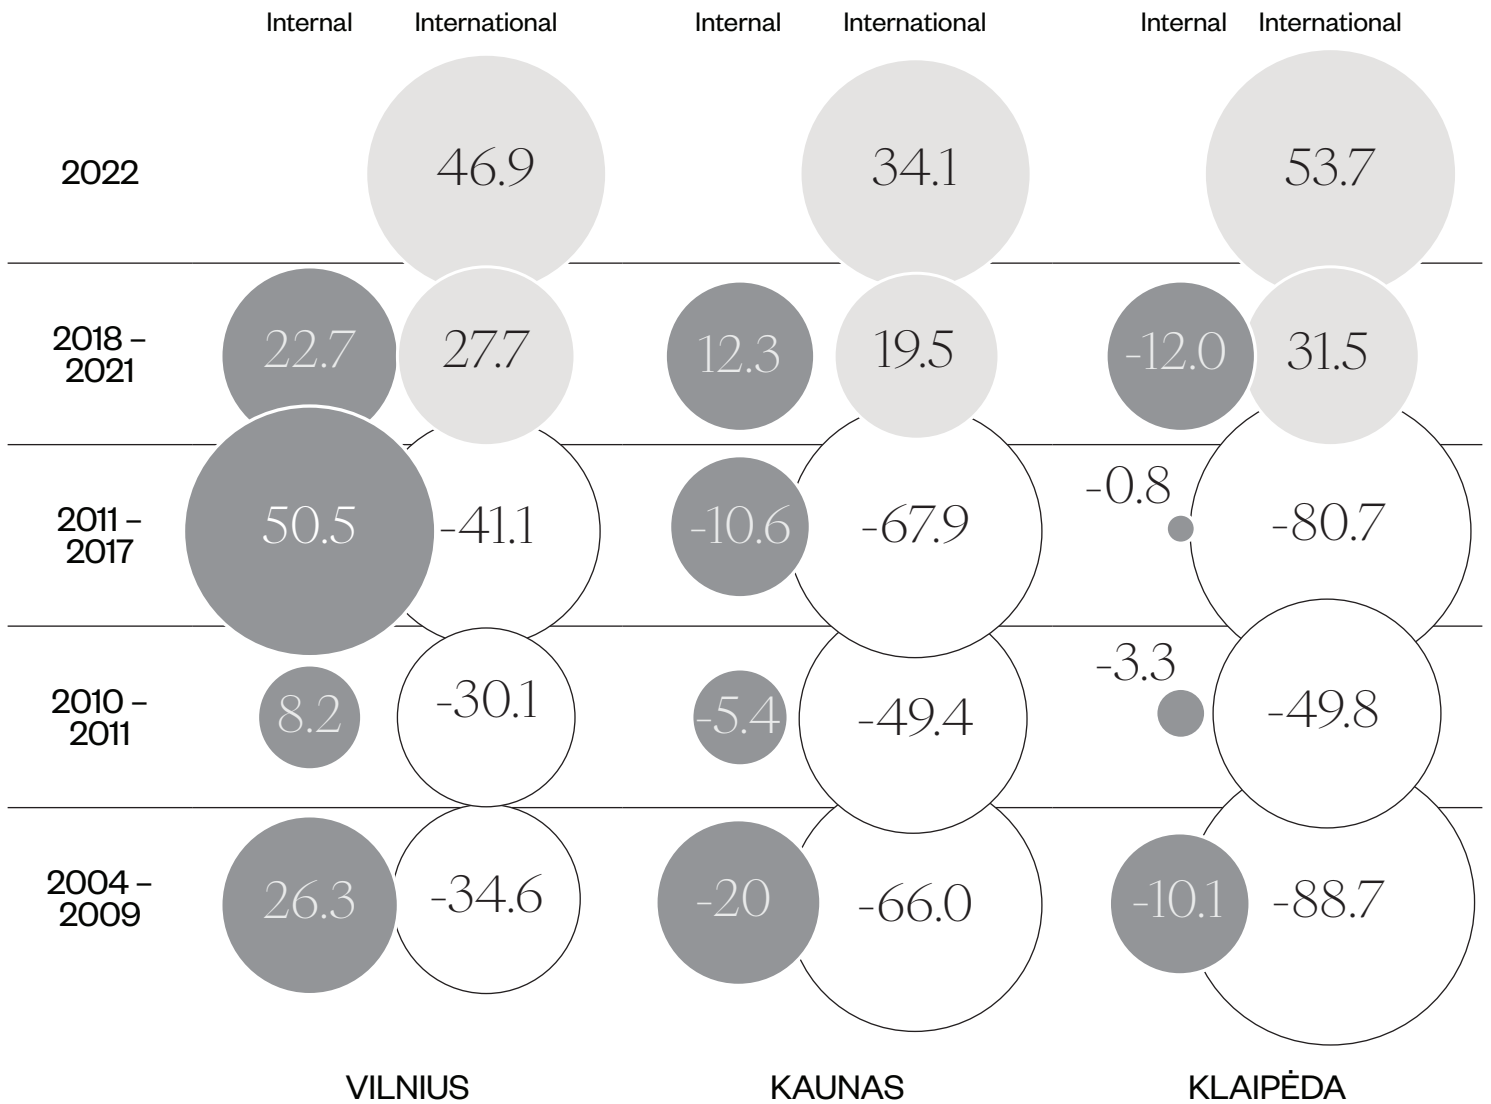 Internal International Internal International Internal International
2022 46.9 34.1 53.7
2018 –
2021
22.7 27.7 12.3 19.5 -12.0 31.5
2011 –
2017
50.5 -41.1 -10.6 -67.9 -0.8 -80.7
2010 –
2011
8.2 -30.1 -5.4 -49.4 -3.3 -49.8
2004 –
2009
26.3 -34.6 -20 -66.0 -10.1 -88.7
VILNIUS KAUNAS KLAIPĖDA